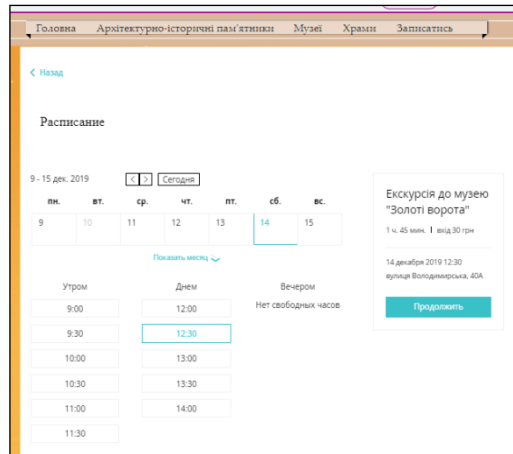 Головна Архітектурно-історичні пам'ятники Музеї Храми Записатись
Назад
Расписание
9 - 15 дек. 2019 < > Сегодня
пн. вт. ср. чт. пт. сб. вс.
9 10 11 12 13 14 15
Показать месяц
Утром Днем Вечером
9:00 12:00 Нет свободных часов
9:30 12:30
10:00 13:00
10:30 13:30
11:00 14:00
11:30
Екскурсія до музею
"Золоті ворота"
1 ч. 45 мин. | вхід 30 грн
14 декабря 2019 12:30
вулиця Володимирська, 40А
Продолжить